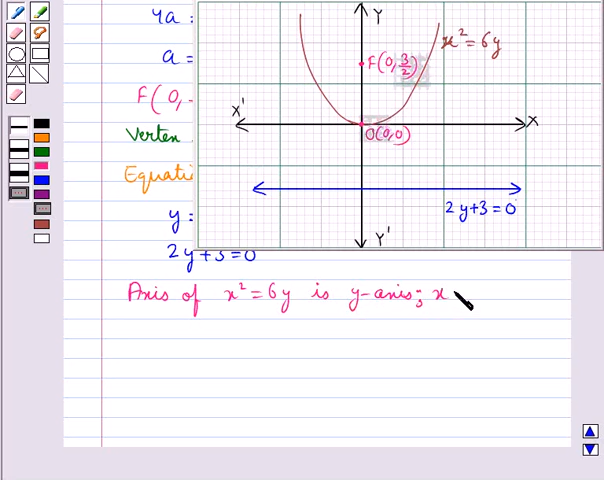 4a =
a =
F(0, 
Vertex
Equatio
y =
2y+3=0
Axis of x² = 6y is y-axis; x
Y
x² = 6y
F(0, 3/2)
X'
X
O(0,0)
2y+3=0
Y'